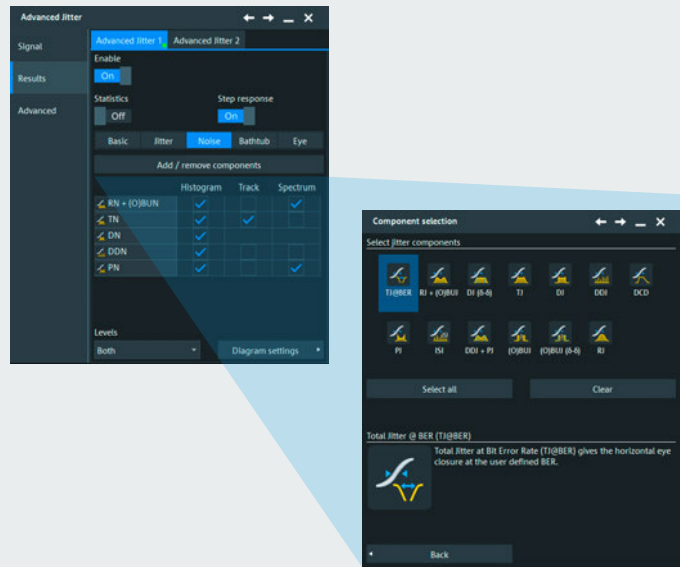 Advanced Jitter
Signal
Results
Advanced
Advanced Jitter 1 Advanced Jitter 2
Enable
On
Statistics Step response
Off On
Basic Jitter Noise Bathtub Eye
Add / remove components
Histogram Track Spectrum
RN + (O)BUN
TN
DN
DDN
PN
Levels
Both Diagram settings
Component selection
Select jitter components
TJ@BER RJ + (O)BUJ DJ (δ-δ) TJ DJ DDJ DCD
PJ ISI DDJ + PJ (O)BUJ (O)BUJ (δ-δ) RJ
Select all Clear
Total Jitter @ BER (TJ@BER)
Total Jitter at Bit Error Rate (TJ@BER) gives the horizontal eye
closure at the user defined BER.
Back